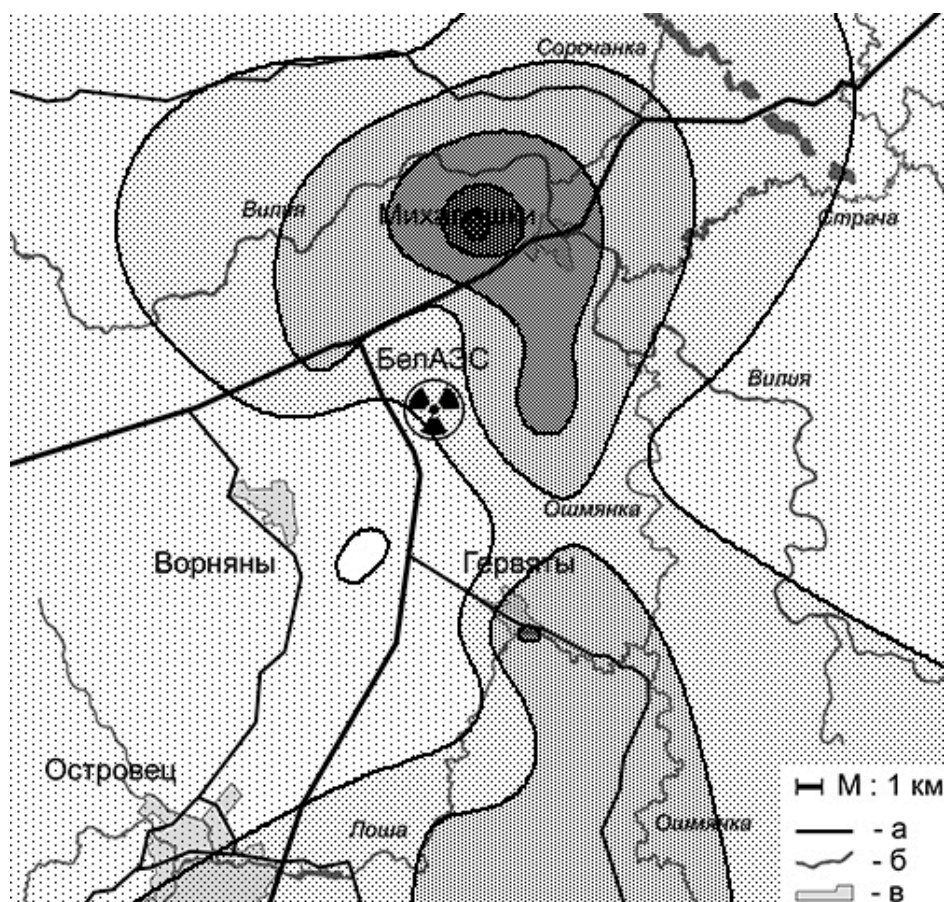 Сорочанка
Михалишки
Вилия
Страча
БелАЭС
Вилия
Ошмянка
Ворняны
Гервяты
Островец
М : 1 км
Лоша
Ошмянка
- а
- б
- в